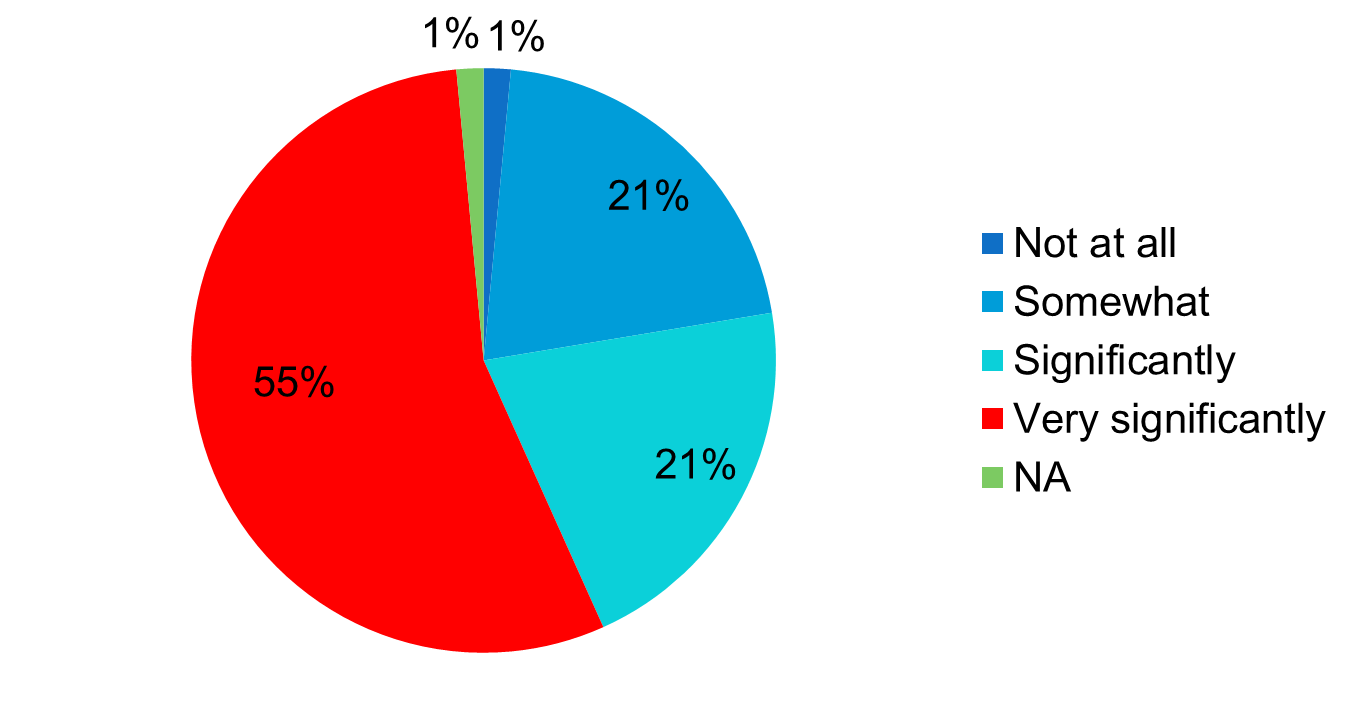 1% 1%
21%
55%
21%
Not at all
Somewhat
Significantly
Very significantly
NA